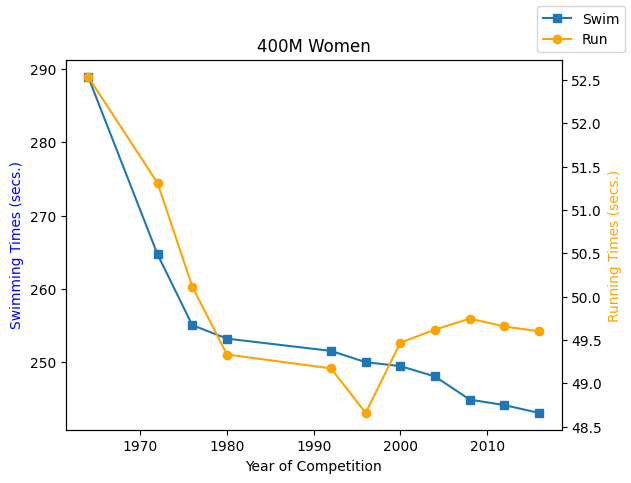 Swim
Run
400M Women
290
280
270
260
250
Swimming Times (secs.)
52.5
52.0
51.5
51.0
50.5
50.0
49.5
49.0
48.5
Running Times (secs.)
1970 1980 1990 2000 2010
Year of Competition